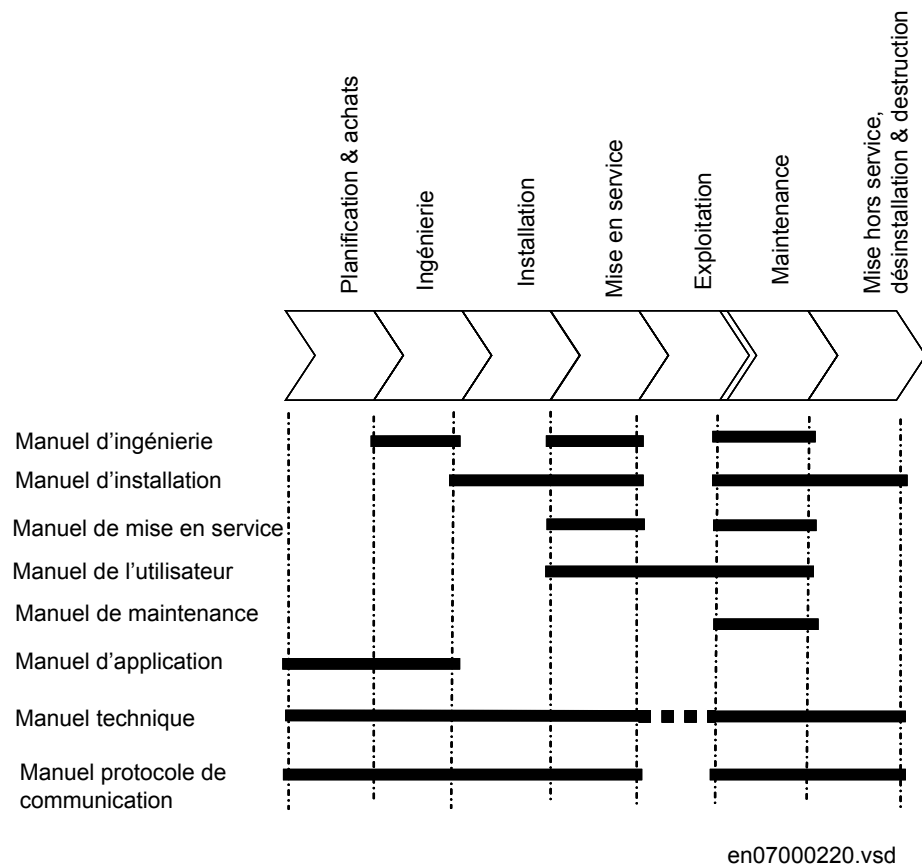 Planification & achats
Ingénierie
Installation
Mise en service
Exploitation
Maintenance
Mise hors service,
désinstallation & destruction
Manuel d’ingénierie
Manuel d’installation
Manuel de mise en service
Manuel de l’utilisateur
Manuel de maintenance
Manuel d’application
Manuel technique
Manuel protocole de
communication
en07000220.vsd